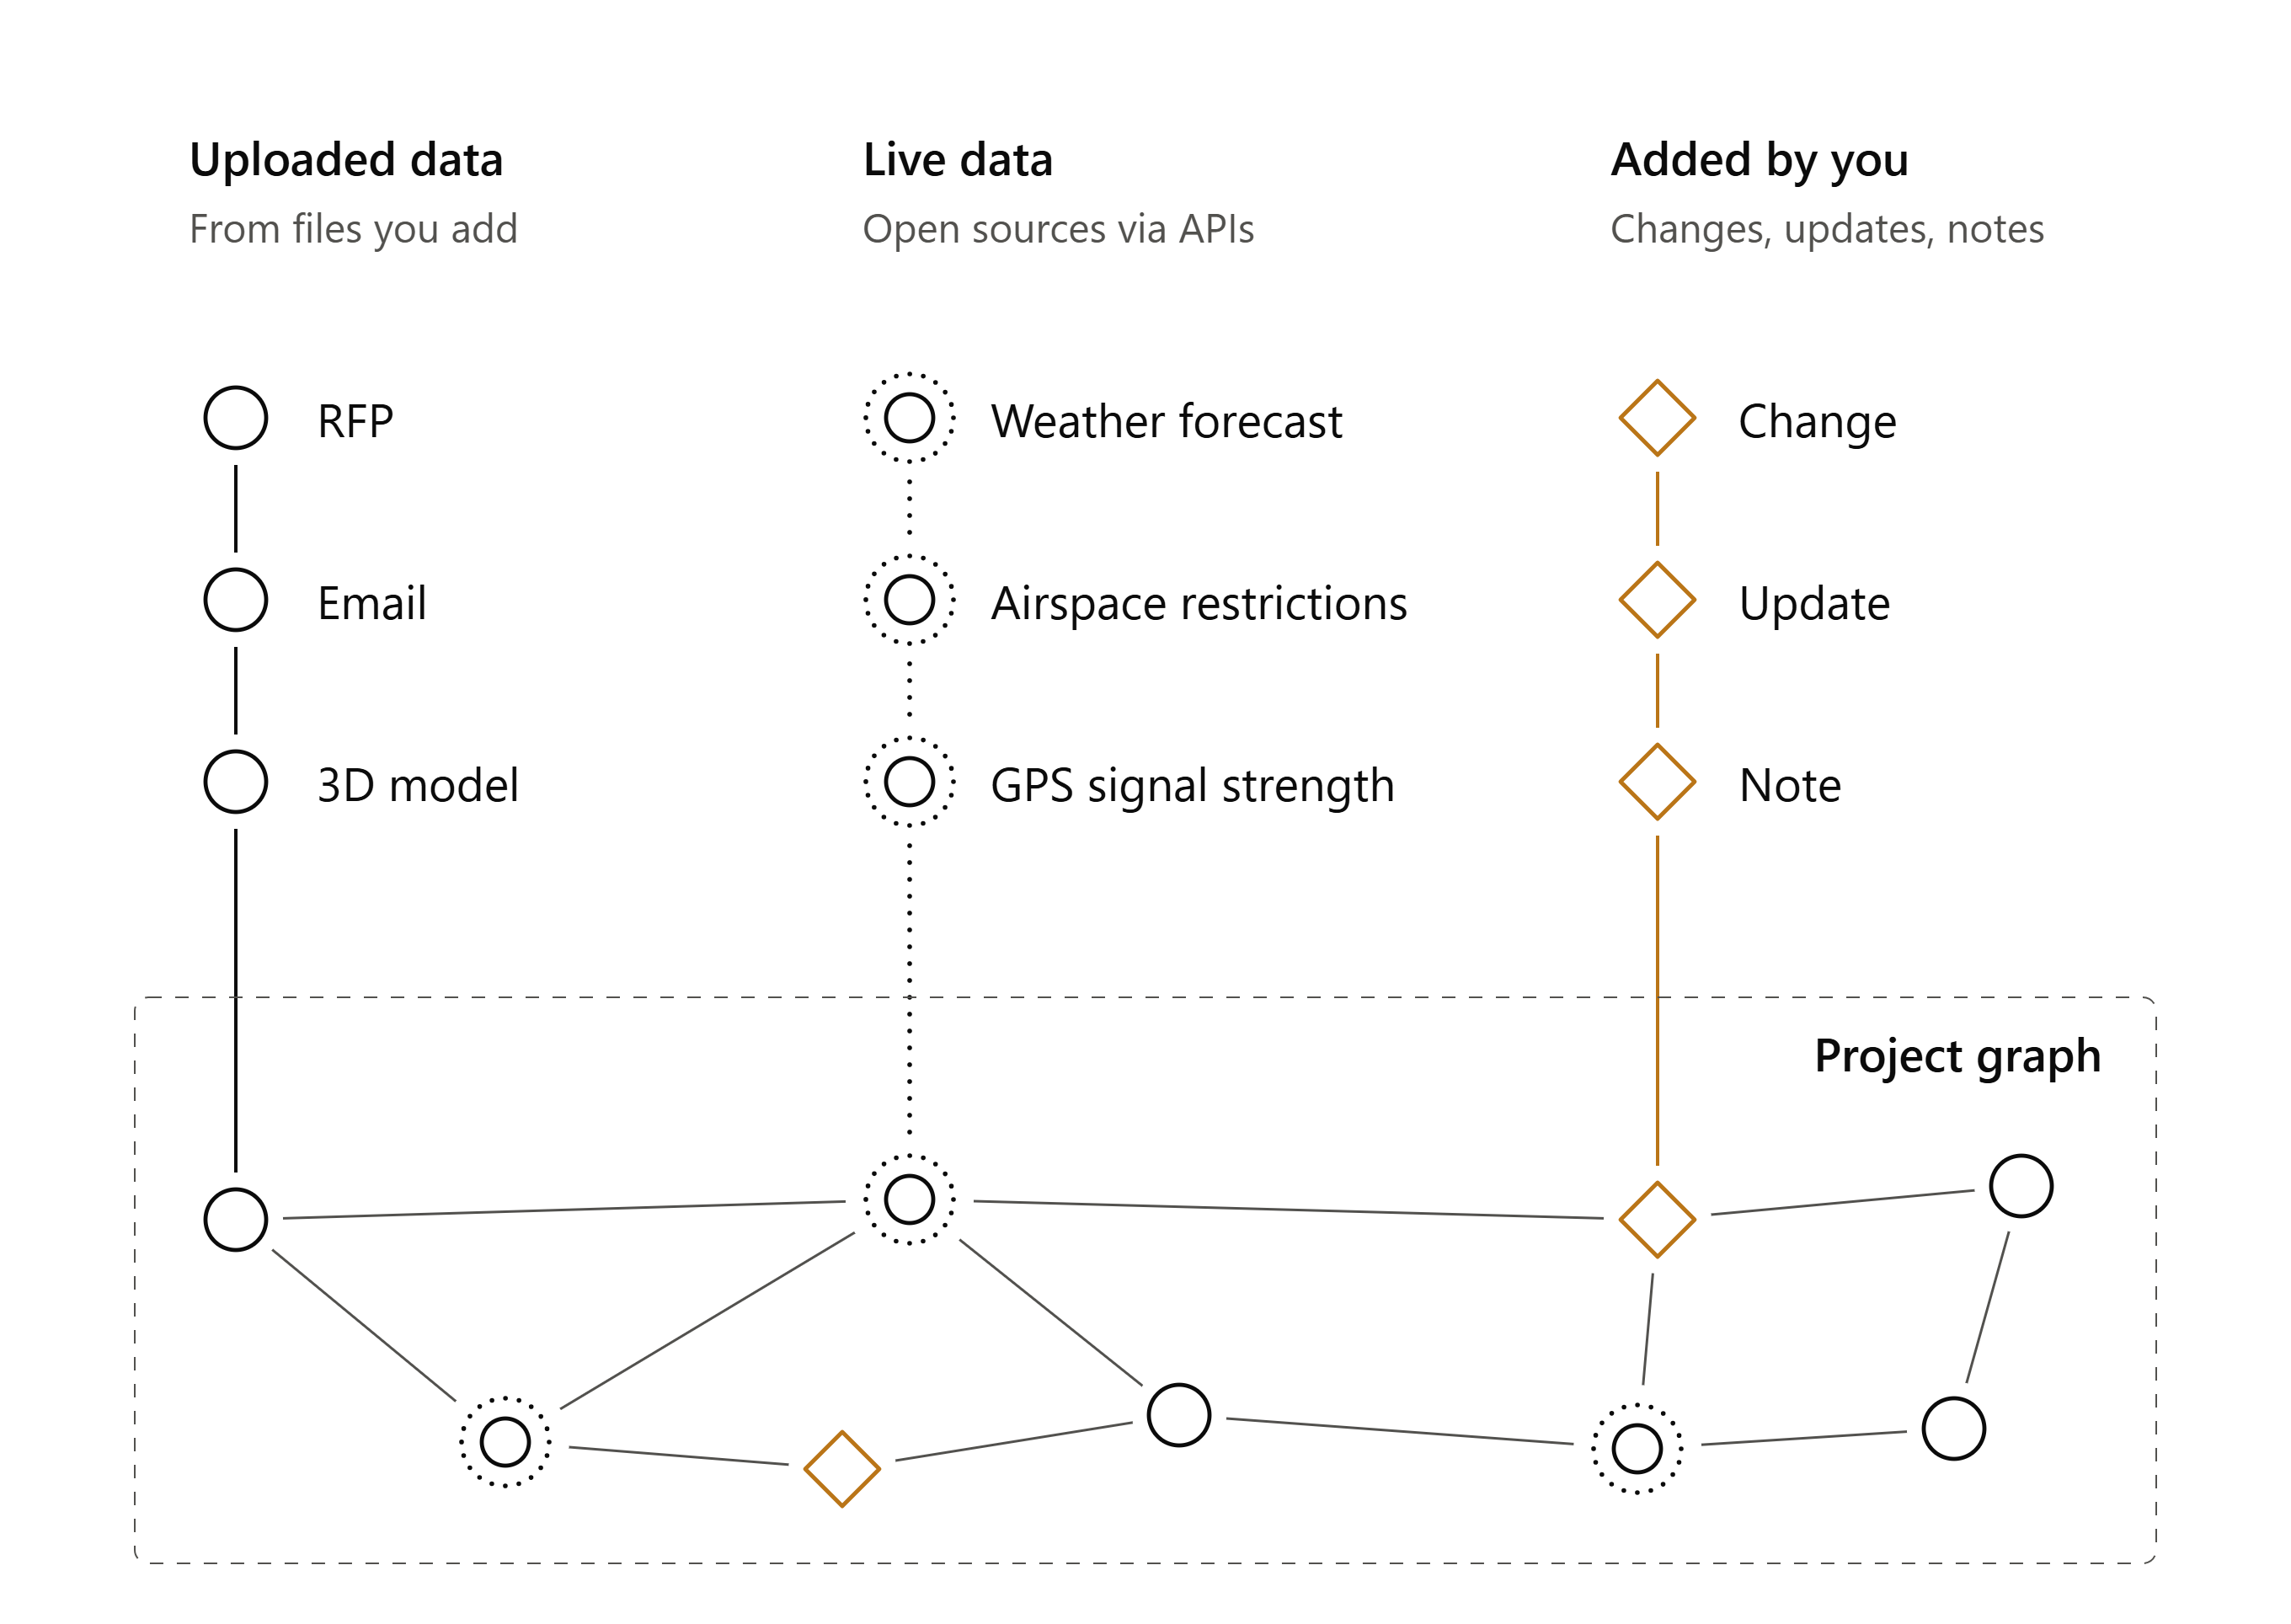 Uploaded data
From files you add
RFP
Email
3D model
Live data
Open sources via APIs
Weather forecast
Airspace restrictions
GPS signal strength
Added by you
Changes, updates, notes
Change
Update
Note
Project graph